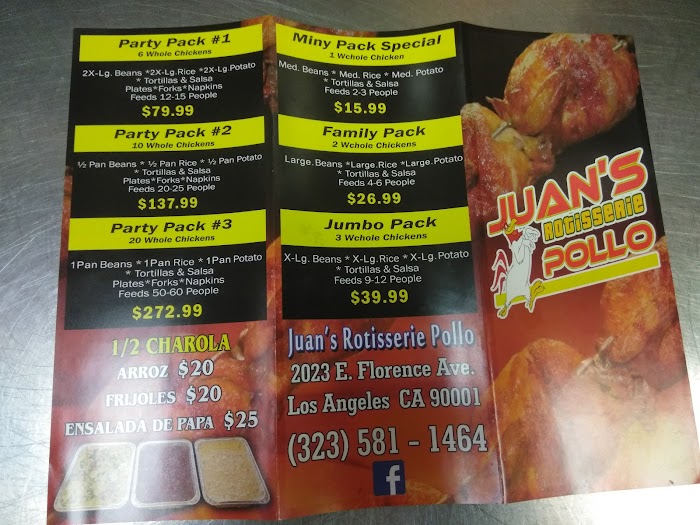 Party Pack #1
6 Whole Chickens
2X-Lg. Beans *2X-Lg.Rice *2X-Lg.Potato
* Tortillas & Salsa
Plates*Forks*Napkins
Feeds 12-15 People
$79.99
Party Pack #2
10 Whole Chickens
½ Pan Beans * ½ Pan Rice * ½ Pan Potato
* Tortillas & Salsa
Plates*Forks*Napkins
Feeds 20-25 People
$137.99
Party Pack #3
20 Whole Chickens
1Pan Beans * 1Pan Rice * 1Pan Potato
* Tortillas & Salsa
Plates*Forks*Napkins
Feeds 50-60 People
$272.99
1/2 CHAROLA
ARROZ $20
FRIJOLES $20
ENSALADA DE PAPA $25
Miny Pack Special
1 Wchole Chicken
Med. Beans * Med. Rice * Med. Potato
* Tortillas & Salsa
Feeds 2-3 People
$15.99
Family Pack
2 Wchole Chickens
Large.Beans *Large.Rice *Large.Potato
* Tortillas & Salsa
Feeds 4-6 People
$26.99
Jumbo Pack
3 Wchole Chickens
X-Lg. Beans * X-Lg. Rice * X-Lg. Potato
* Tortillas & Salsa
Feeds 9-12 People
$39.99
Juan's Rotisserie Pollo
2023 E. Florence Ave.
Los Angeles CA 90001
(323) 581 - 1464
f
JUAN'S
ROTISSERIE
POLLO